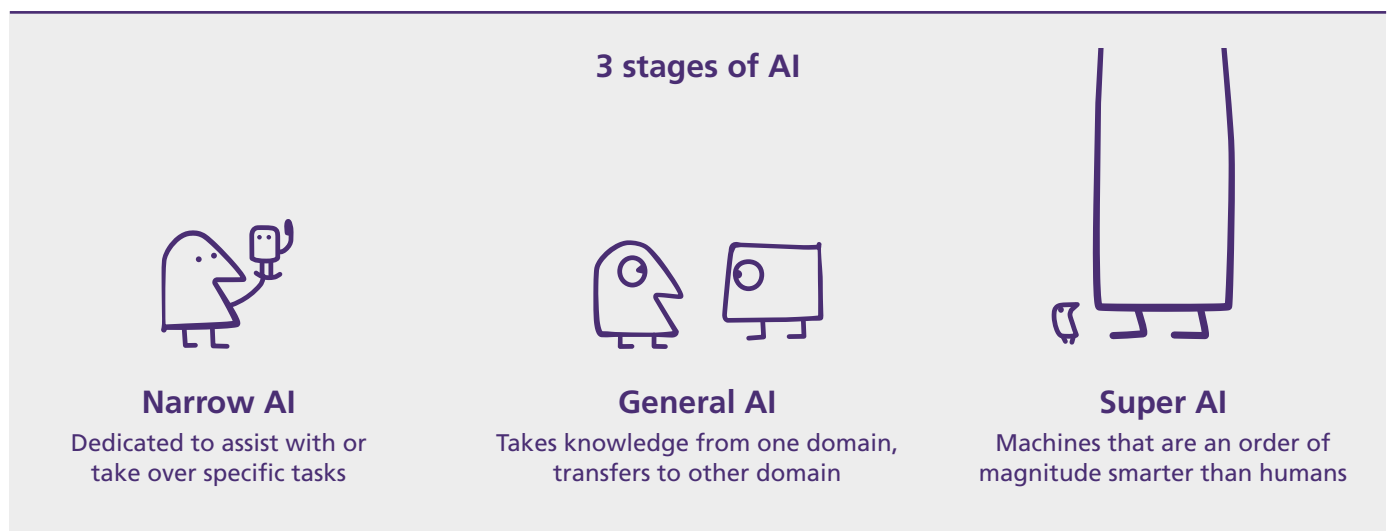 3 stages of AI
Narrow AI
Dedicated to assist with or
take over specific tasks
General AI
Takes knowledge from one domain,
transfers to other domain
Super AI
Machines that are an order of
magnitude smarter than humans